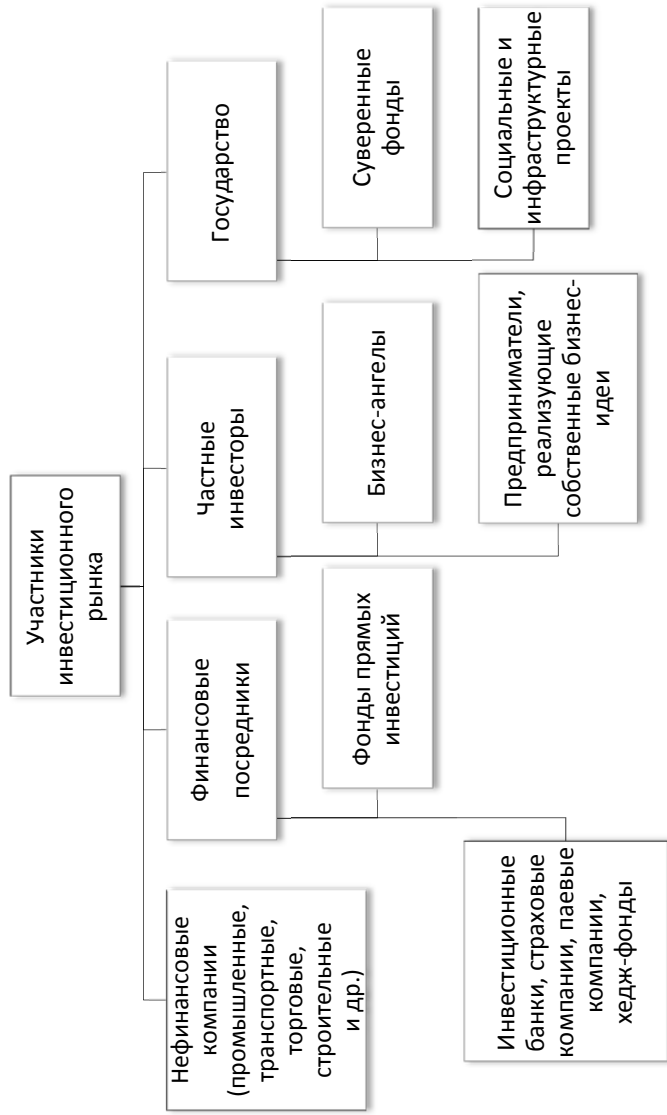 Участники
инвестиционного
рынка
Нефинансовые
компании
(промышленные,
транспортные,
торговые,
строительные
и др.)
Финансовые
посредники
Частные
инвесторы
Государство
Фонды прямых
инвестиций
Бизнес-ангелы
Суверенные
фонды
Инвестиционные
банки, страховые
компании, паевые
компании,
хедж-фонды
Предприниматели,
реализующие
собственные бизнес-
идеи
Социальные и
инфраструктурные
проекты